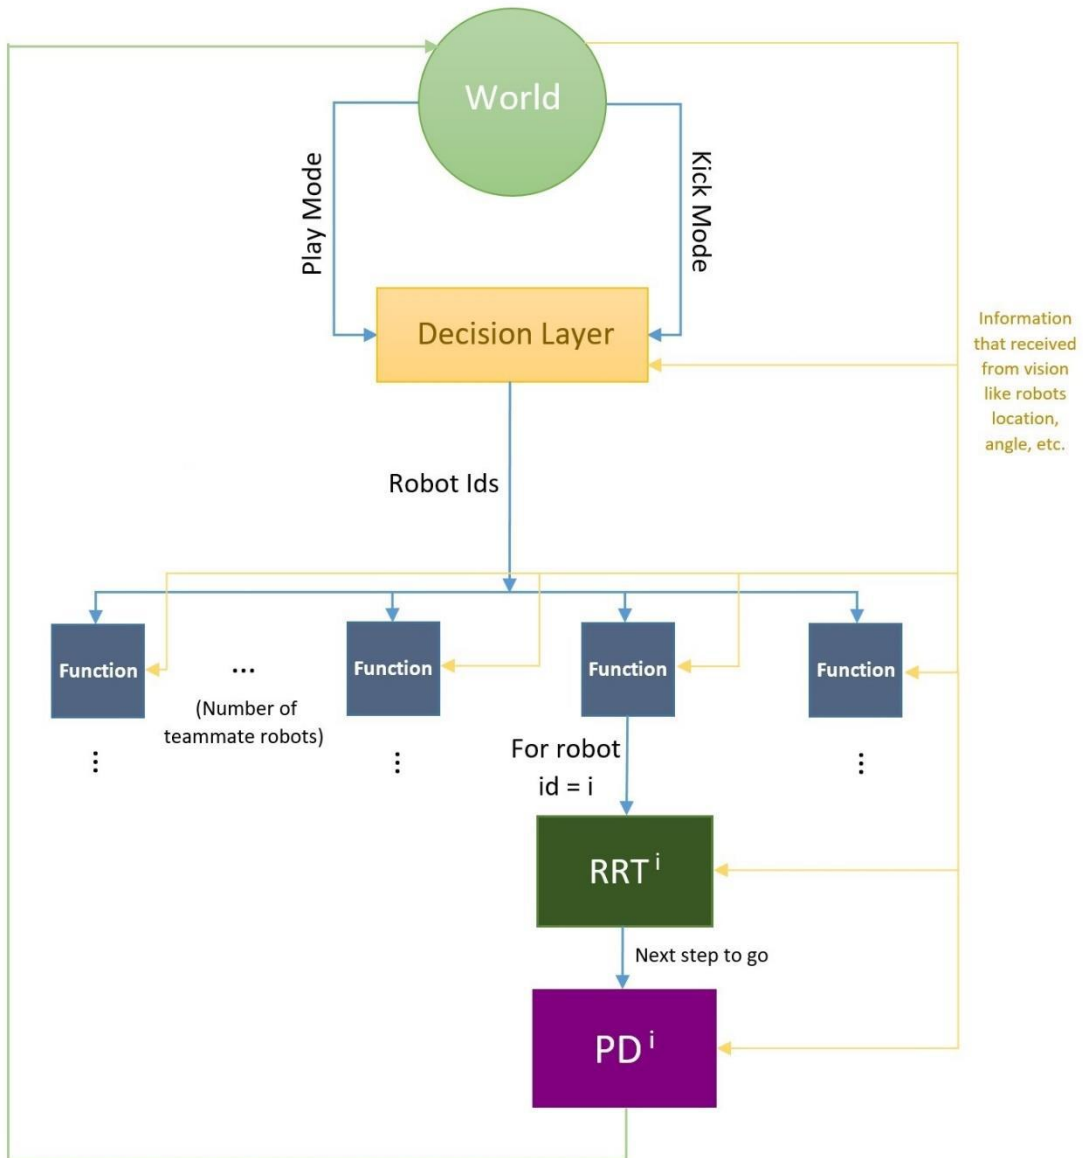 World
Play Mode
Kick Mode
Decision Layer
Information
that received
from vision
like robots
location,
angle, etc.
Robot Ids
Function
...
(Number of
teammate robots)
Function
Function
Function
...
...
...
For robot
id = i
RRT i
Next step to go
PD i